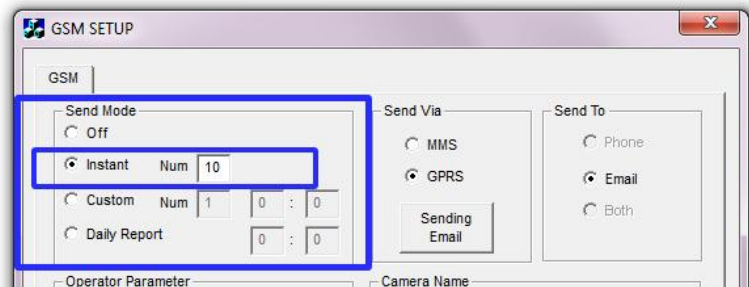 GSM SETUP
GSM
Send Mode
Off
Instant Num 10
Custom Num 1 0 : 0
Daily Report 0 : 0
Send Via
MMS
GPRS
Sending
Email
Send To
Phone
Email
Both
Operator Parameter
Camera Name